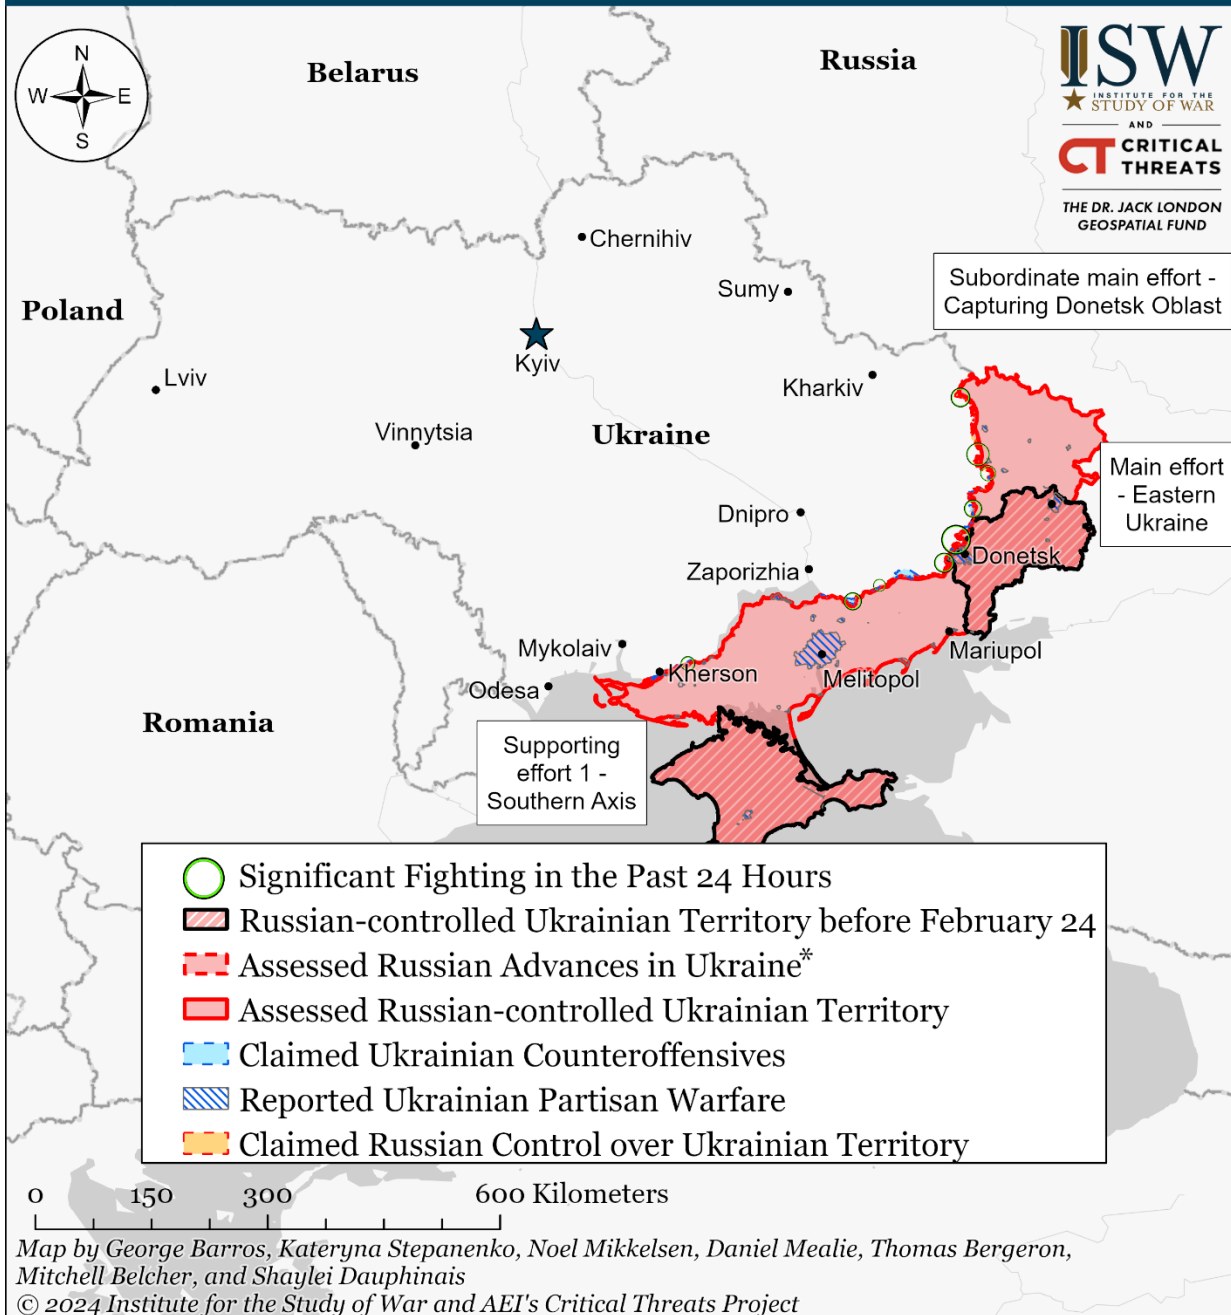 N
W
E
S
Belarus
Russia
ISW
INSTITUTE FOR THE
STUDY OF WAR
AND
CT CRITICAL
THREATS
THE DR. JACK LONDON
GEOSPATIAL FUND
Chernihiv
Subordinate main effort -
Capturing Donetsk Oblast
Sumy
Poland
Kyiv
Lviv
Kharkiv
Vinnytsia
Ukraine
Main effort
- Eastern
Ukraine
Dnipro
Donetsk
Zaporizhia
Mykolaiv
Mariupol
Kherson
Melitopol
Odesa
Romania
Supporting
effort 1 -
Southern Axis
Significant Fighting in the Past 24 Hours
Russian-controlled Ukrainian Territory before February 24
Assessed Russian Advances in Ukraine*
Assessed Russian-controlled Ukrainian Territory
Claimed Ukrainian Counteroffensives
Reported Ukrainian Partisan Warfare
Claimed Russian Control over Ukrainian Territory
0 150 300 600 Kilometers
Map by George Barros, Kateryna Stepanenko, Noel Mikkelsen, Daniel Mealie, Thomas Bergeron,
Mitchell Belcher, and Shaylei Dauphinais
© 2024 Institute for the Study of War and AEI's Critical Threats Project